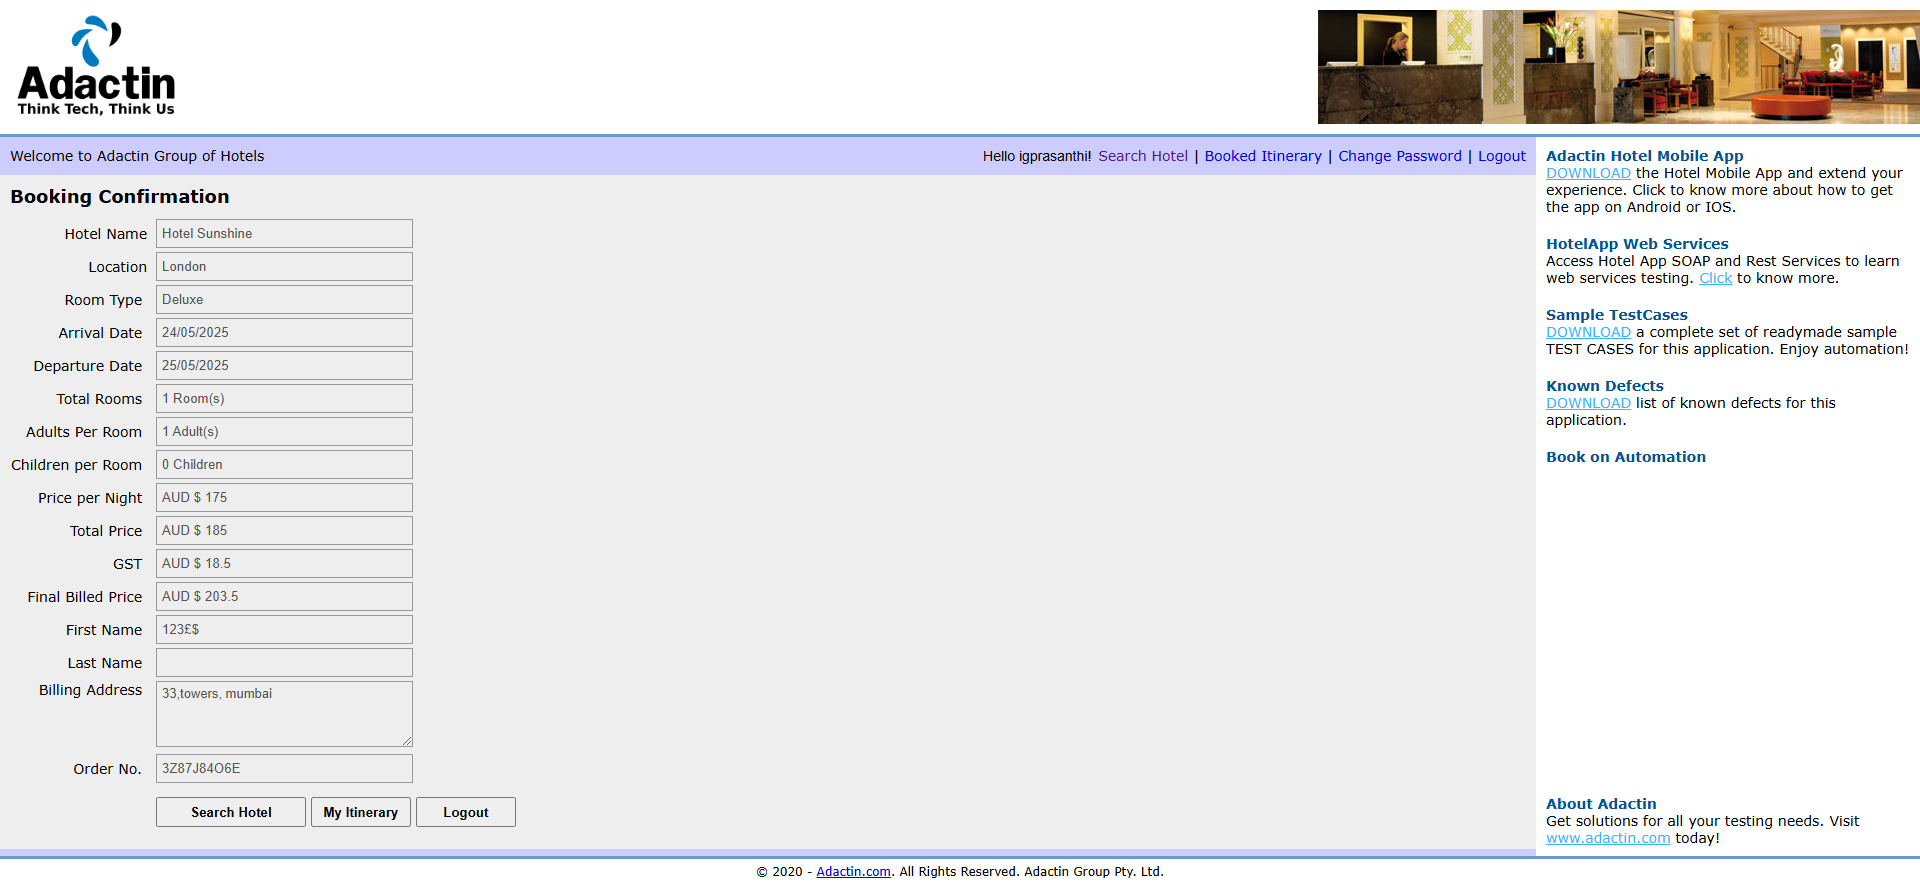 Adactin
Think Tech, Think Us
Welcome to Adactin Group of Hotels
Hello igprasanthi! Search Hotel | Booked Itinerary | Change Password | Logout
Booking Confirmation
Hotel Name Hotel Sunshine
Location London
Room Type Deluxe
Arrival Date 24/05/2025
Departure Date 25/05/2025
Total Rooms 1 Room(s)
Adults Per Room 1 Adult(s)
Children per Room 0 Children
Price per Night AUD $ 175
Total Price AUD $ 185
GST AUD $ 18.5
Final Billed Price AUD $ 203.5
First Name 123£$
Last Name
Billing Address 33,towers, mumbai
Order No. 3Z87J84O6E
Search Hotel My Itinerary Logout
Adactin Hotel Mobile App
DOWNLOAD the Hotel Mobile App and extend your
experience. Click to know more about how to get
the app on Android or IOS.
HotelApp Web Services
Access Hotel App SOAP and Rest Services to learn
web services testing. Click to know more.
Sample TestCases
DOWNLOAD a complete set of readymade sample
TEST CASES for this application. Enjoy automation!
Known Defects
DOWNLOAD list of known defects for this
application.
Book on Automation
About Adactin
Get solutions for all your testing needs. Visit
www.adactin.com today!
© 2020 - Adactin.com. All Rights Reserved. Adactin Group Pty. Ltd.